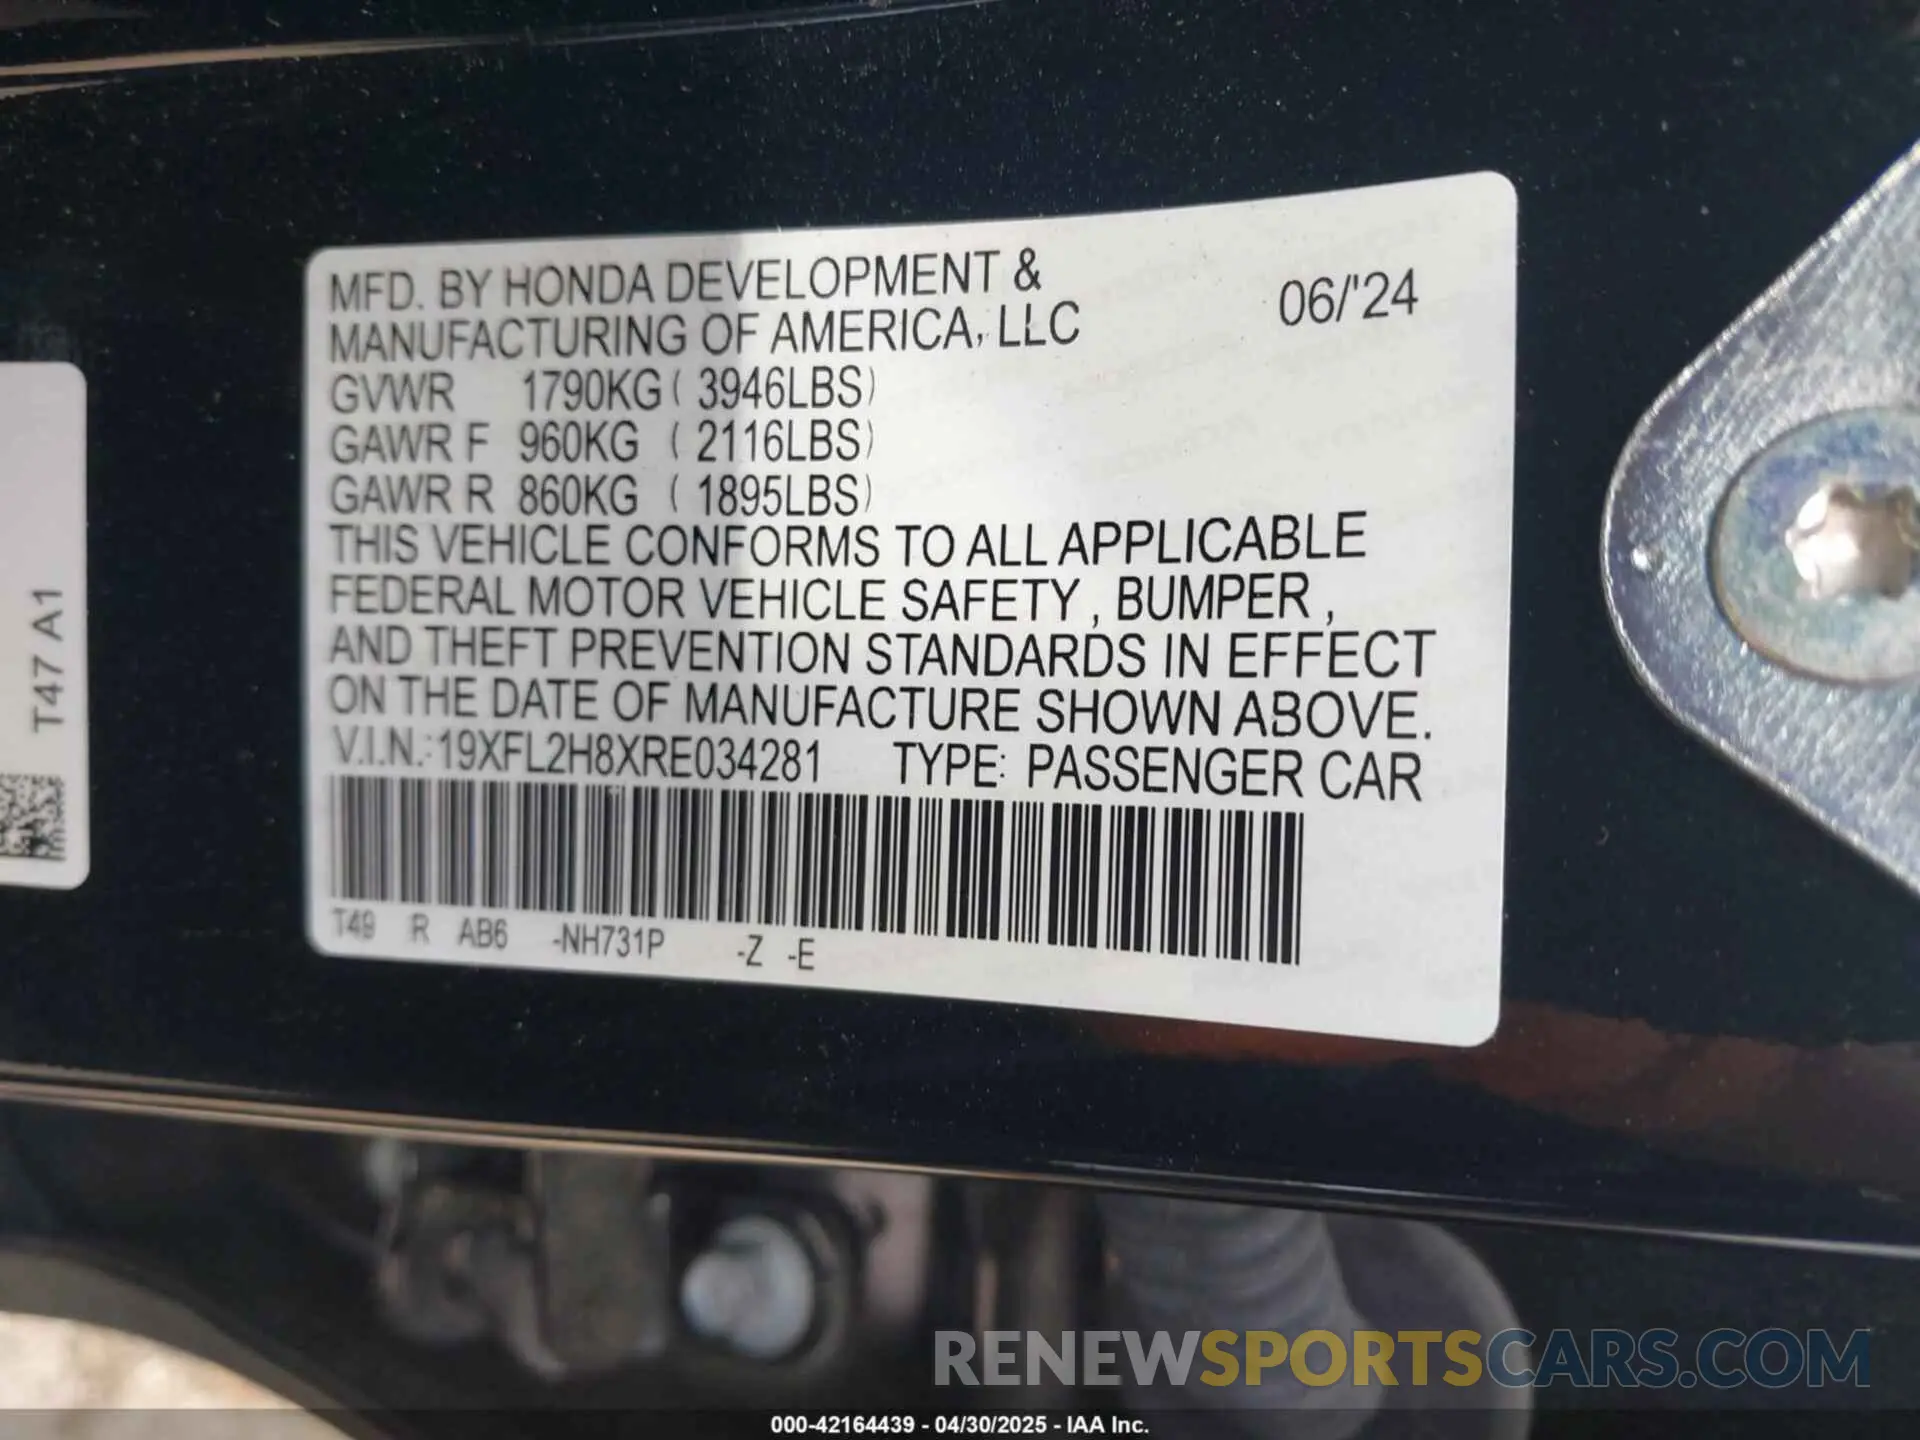 MFD. BY HONDA DEVELOPMENT &
MANUFACTURING OF AMERICA, LLC 06/'24
GVWR 1790KG ( 3946LBS)
GAWR F 960KG ( 2116LBS)
GAWR R 860KG ( 1895LBS)
THIS VEHICLE CONFORMS TO ALL APPLICABLE
FEDERAL MOTOR VEHICLE SAFETY , BUMPER ,
AND THEFT PREVENTION STANDARDS IN EFFECT
ON THE DATE OF MANUFACTURE SHOWN ABOVE.
V.I.N.: 19XFL2H8XRE034281 TYPE: PASSENGER CAR
T49 R AB6 -NH731P -Z -E
T47 A1
RENEWSPORTSCARS.COM
000-42164439 - 04/30/2025 - IAA Inc.